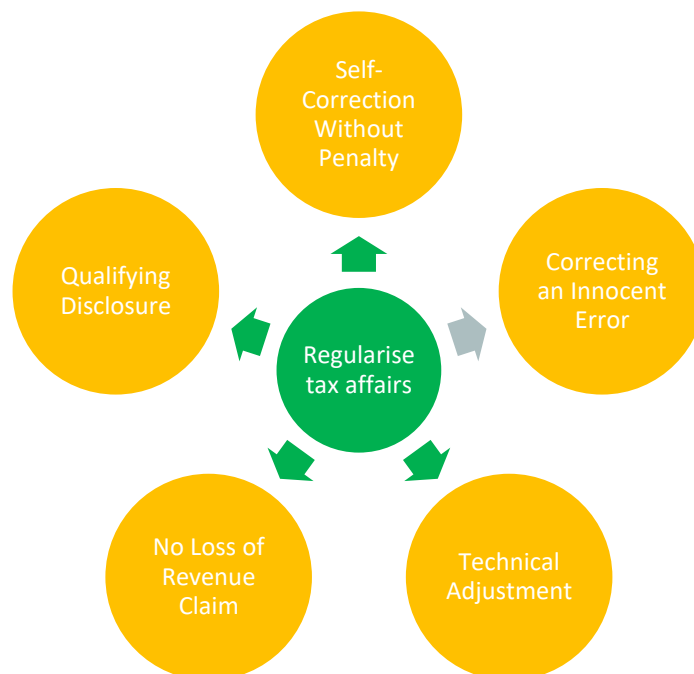 Self-
Correction
Without
Penalty
Qualifying
Disclosure
Correcting
an Innocent
Error
Regularise
tax affairs
No Loss of
Revenue
Claim
Technical
Adjustment